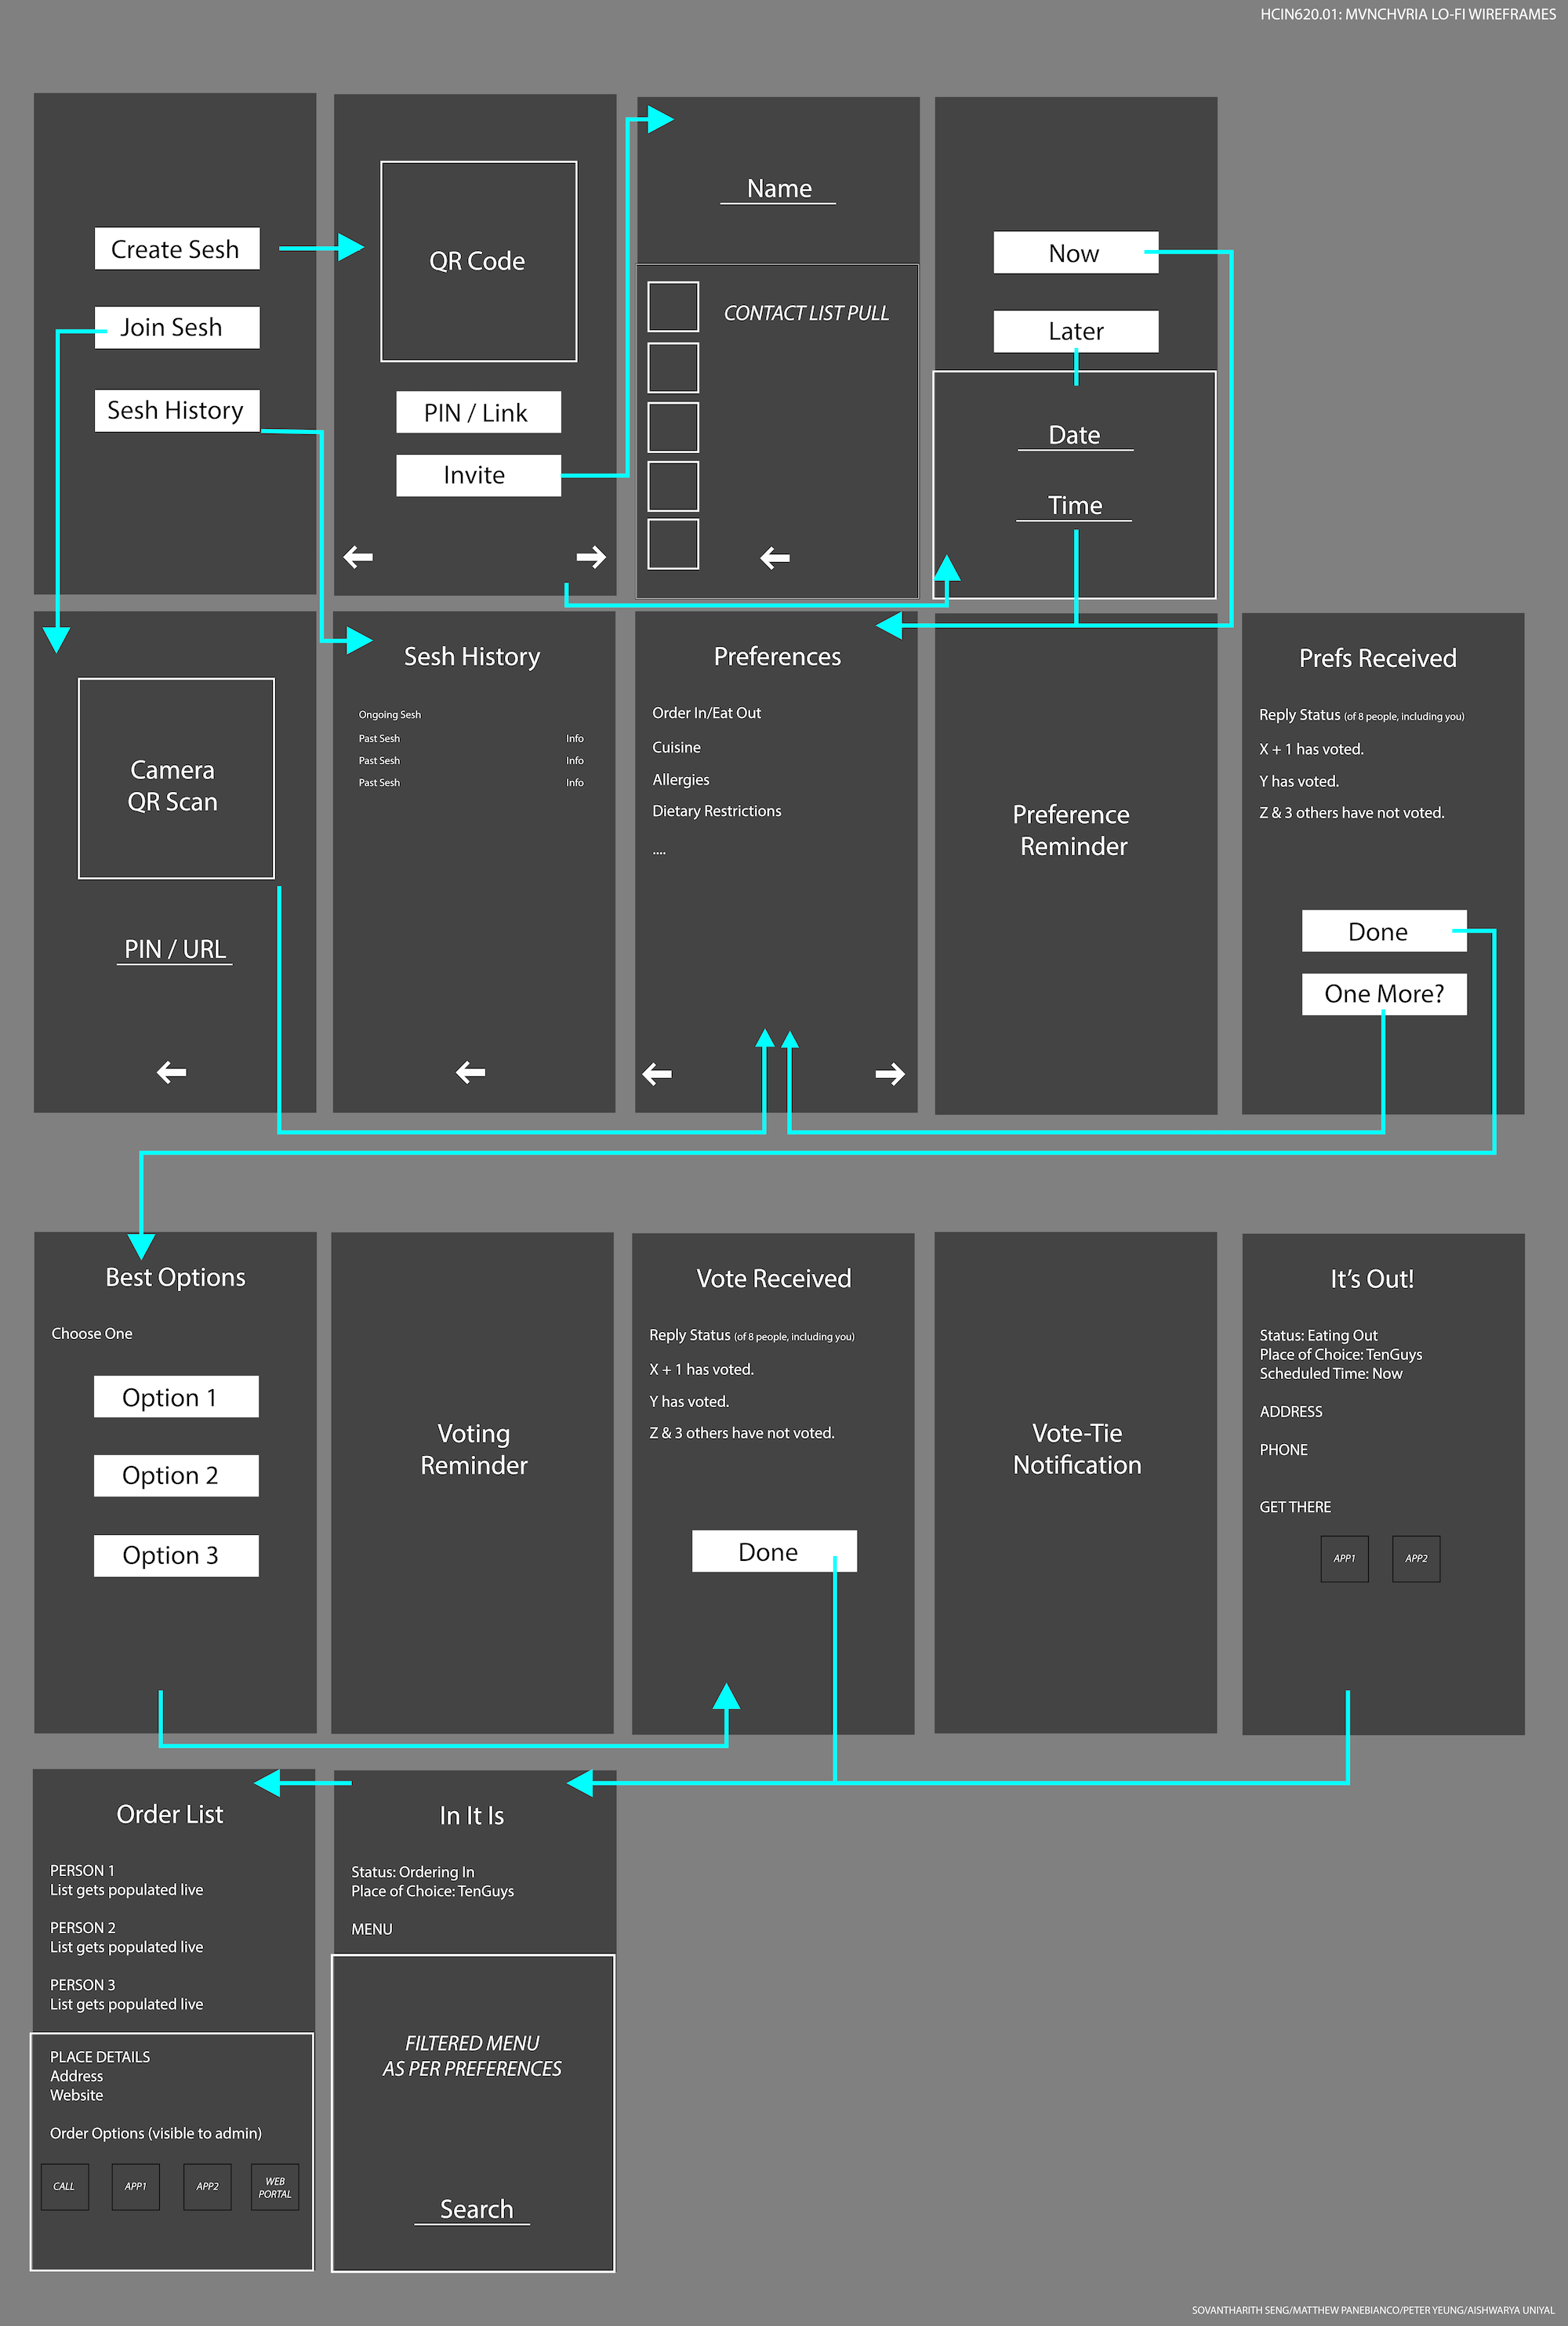 HCIN620.01: MVNCHVRIA LO-FI WIREFRAMES
Create Sesh
Join Sesh
Sesh History
QR Code
PIN / Link
Invite
Name
CONTACT LIST PULL
Now
Later
Date
Time
Camera
QR Scan
PIN / URL
Sesh History
Ongoing Sesh
Past Sesh Info
Past Sesh Info
Past Sesh Info
Preferences
Order In/Eat Out
Cuisine
Allergies
Dietary Restrictions
....
Preference
Reminder
Prefs Received
Reply Status (of 8 people, including you)
X + 1 has voted.
Y has voted.
Z & 3 others have not voted.
Done
One More?
Best Options
Choose One
Option 1
Option 2
Option 3
Voting
Reminder
Vote Received
Reply Status (of 8 people, including you)
X + 1 has voted.
Y has voted.
Z & 3 others have not voted.
Done
Vote-Tie
Notification
It’s Out!
Status: Eating Out
Place of Choice: TenGuys
Scheduled Time: Now
ADDRESS
PHONE
GET THERE
APP1
APP2
Order List
PERSON 1
List gets populated live
PERSON 2
List gets populated live
PERSON 3
List gets populated live
PLACE DETAILS
Address
Website
Order Options (visible to admin)
CALL
APP1
APP2
WEB
PORTAL
In It Is
Status: Ordering In
Place of Choice: TenGuys
MENU
FILTERED MENU
AS PER PREFERENCES
Search
SOVANTHARITH SENG/MATTHEW PANEBIANCO/PETER YEUNG/AISHWARYA UNIYAL